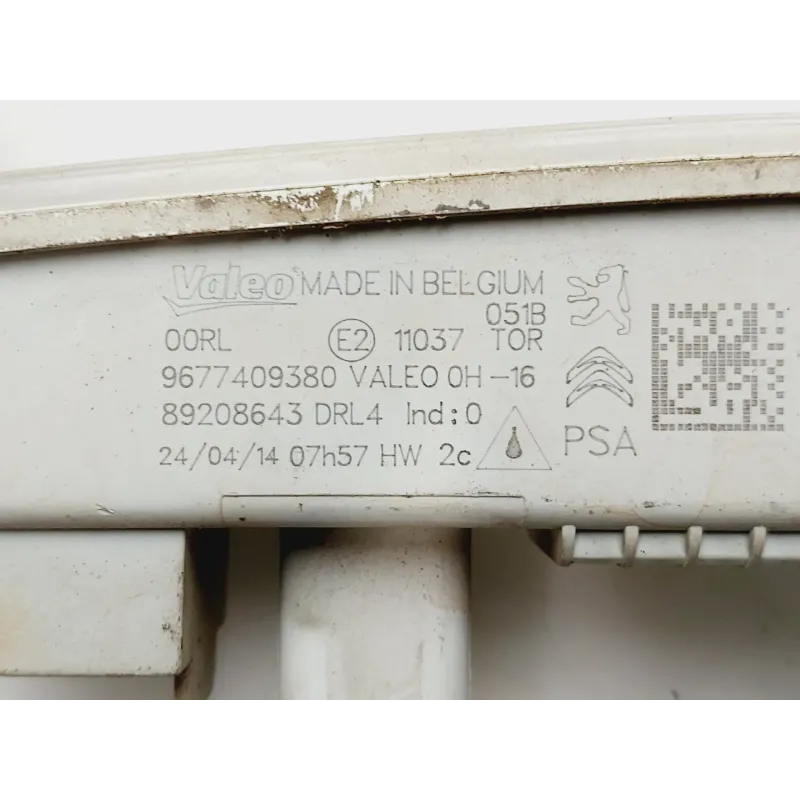 Valeo MADE IN BELGIUM
051B
00RL E2 11037 TOR
9677409380 VALEO 0H-16
89208643 DRL4 Ind:0
24/04/14 07h57 HW 2c
PSA